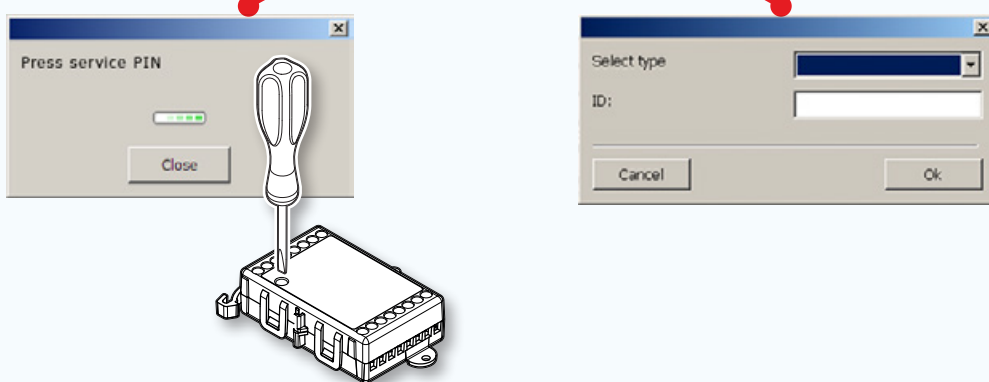 Press service PIN
Close
Select type
ID:
Cancel
Ok